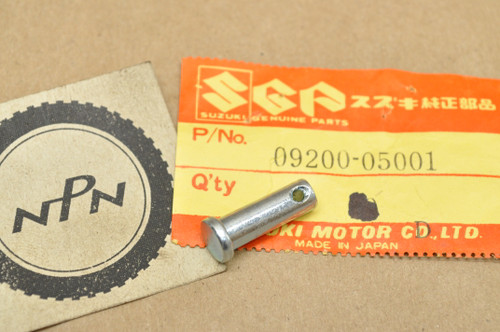 SGP スズキ純正部品
SUZUKI GENUINE PARTS
P/No.
09200-05001
Q'ty
UKI MOTOR CO.,LTD.
MADE IN JAPAN
NPN